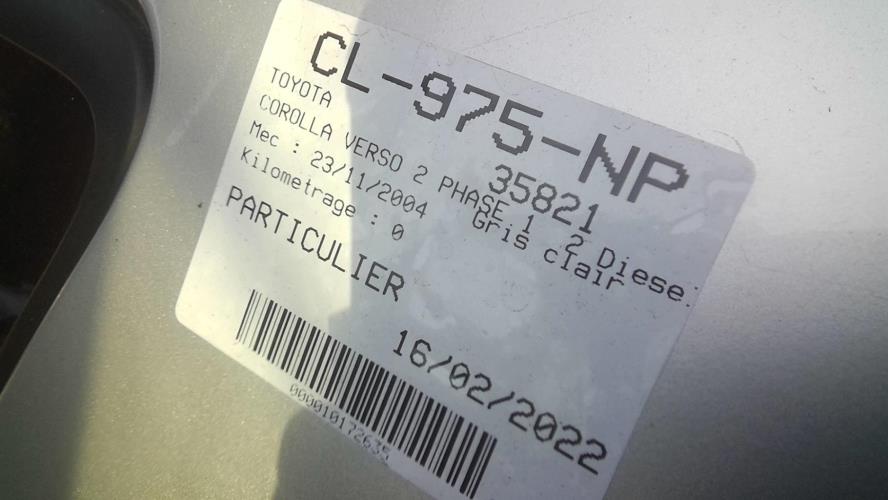 CL-975-NP
TOYOTA
35821
COROLLA VERSO 2 PHASE 1 2 Diese
Mec : 23/11/2004 Gris clair
Kilometrage : 0
PARTICULIER
16/02/2022
000010172635